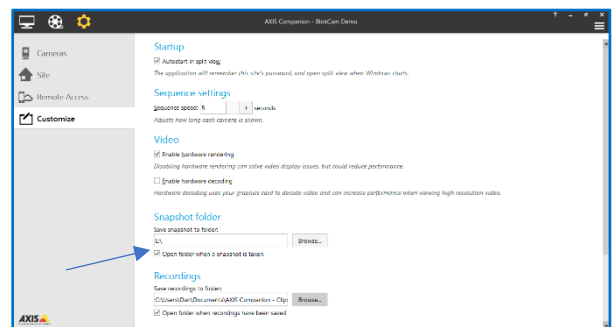 AXIS Companion - BlokCam Demo
?
Cameras
Site
Remote Access
Customize
Startup
Autostart in split view
The application will remember this site's password, and open split view when Windows starts.
Sequence settings
Sequence speed: 5 seconds
Adjusts how long each camera is shown.
Video
Enable hardware rendering
Disabling hardware rendering can solve video display issues, but could reduce performance.
Enable hardware decoding
Hardware decoding uses your graphics card to decode video and can increase performance when viewing high resolution video.
Snapshot folder
Save snapshot to folder:
E:\ Browse...
Open folder when a snapshot is taken
Recordings
Save recordings to folder:
C:\Users\Dan\Documents\AXIS Companion - Clips Browse...
Open folder when recordings have been saved
AXIS
COMMUNICATIONS